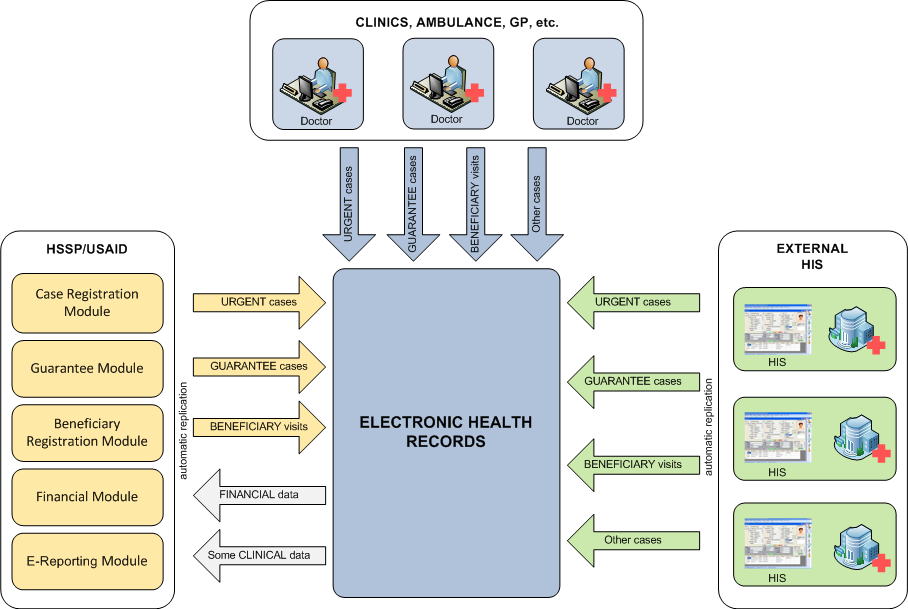 CLINICS, AMBULANCE, GP, etc.
Doctor
Doctor
Doctor
URGENT cases
GUARANTEE cases
BENEFICIARY visits
Other cases
HSSP/USAID
Case Registration
Module
Guarantee Module
Beneficiary
Registration Module
Financial Module
E-Reporting Module
automatic replication
URGENT cases
GUARANTEE cases
BENEFICIARY visits
FINANCIAL data
Some CLINICAL data
ELECTRONIC HEALTH
RECORDS
URGENT cases
GUARANTEE cases
BENEFICIARY visits
Other cases
automatic replication
EXTERNAL
HIS
HIS
HIS
HIS